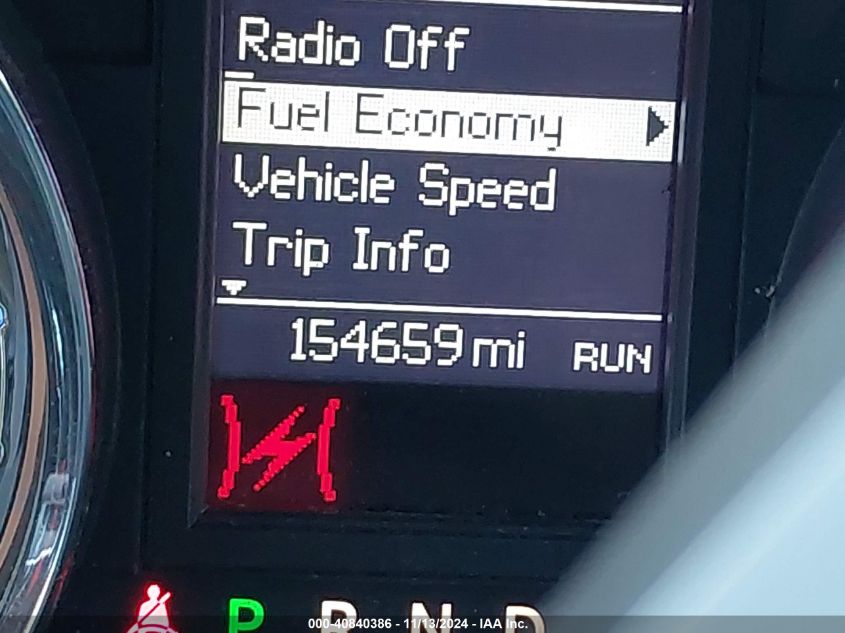 Radio Off
Fuel Economy
Vehicle Speed
Trip Info
154659 mi RUN
P R N D
000-40840386 - 11/13/2024 - IAA Inc.